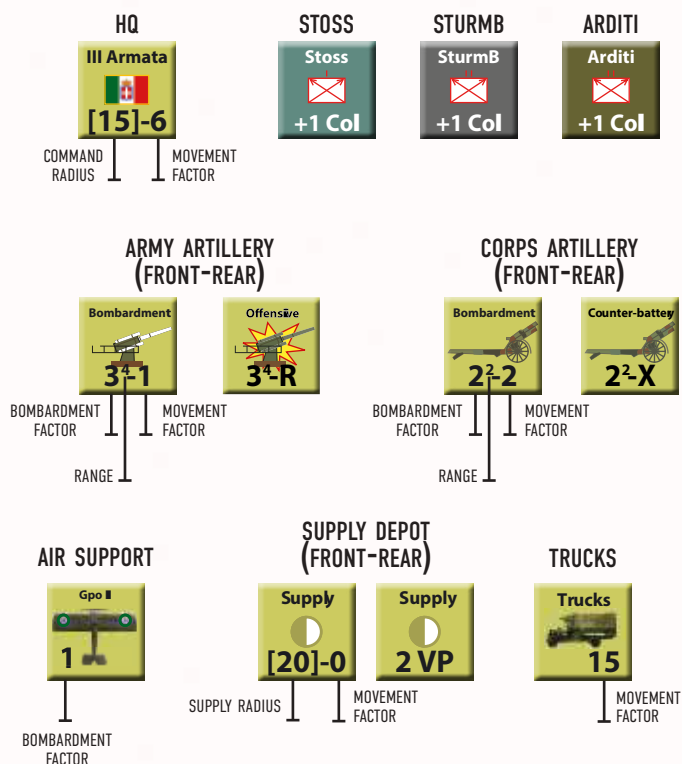 HQ
STOSS
STURMB
ARDITI
III Armata
[15]-6
Stoss
+1 Col
SturmB
+1 Col
Arditi
+1 Col
COMMAND
RADIUS
MOVEMENT
FACTOR
ARMY ARTILLERY
(FRONT-REAR)
CORPS ARTILLERY
(FRONT-REAR)
Bombardment
3⁴-1
Offensive
3⁴-R
Bombardment
2²-2
Counter-battery
2²-X
BOMBARDMENT
FACTOR
MOVEMENT
FACTOR
RANGE
BOMBARDMENT
FACTOR
MOVEMENT
FACTOR
RANGE
AIR SUPPORT
SUPPLY DEPOT
(FRONT-REAR)
TRUCKS
Gpo II
1
Supply
[20]-0
Supply
2 VP
Trucks
15
BOMBARDMENT
FACTOR
SUPPLY RADIUS
MOVEMENT
FACTOR
MOVEMENT
FACTOR